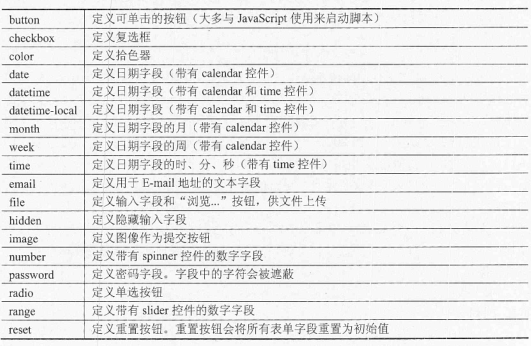 button 定义可单击的按钮（大多与 JavaScript 使用来启动脚本）
checkbox 定义复选框
color 定义拾色器
date 定义日期字段（带有 calendar 控件）
datetime 定义日期字段（带有 calendar 和 time 控件）
datetime-local 定义日期字段（带有 calendar 和 time 控件）
month 定义日期字段的月（带有 calendar 控件）
week 定义日期字段的周（带有 calendar 控件）
time 定义日期字段的时、分、秒（带有 time 控件）
email 定义用于 E-mail 地址的文本字段
file 定义输入字段和“浏览...”按钮，供文件上传
hidden 定义隐藏输入字段
image 定义图像作为提交按钮
number 定义带有 spinner 控件的数字字段
password 定义密码字段。字段中的字符会被遮蔽
radio 定义单选按钮
range 定义带有 slider 控件的数字字段
reset 定义重置按钮。重置按钮会将所有表单字段重置为初始值